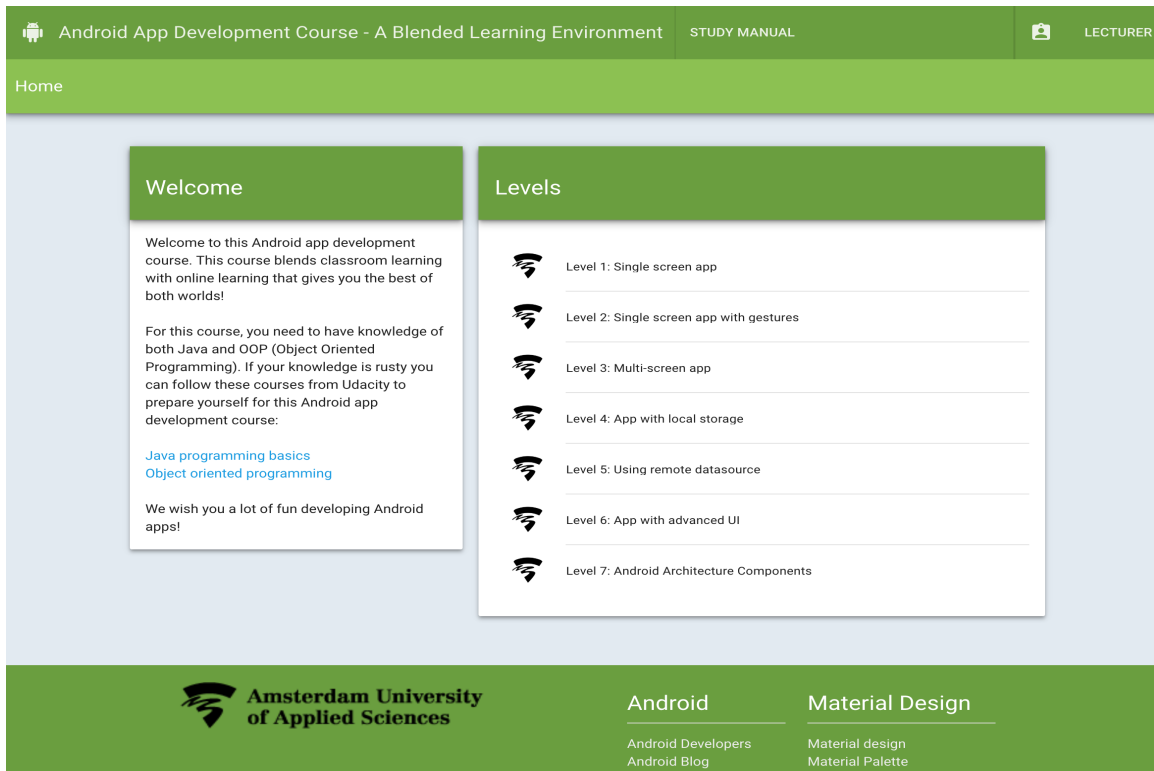 Android App Development Course - A Blended Learning Environment
STUDY MANUAL
LECTURER
Home
Welcome
Welcome to this Android app development
course. This course blends classroom learning
with online learning that gives you the best of
both worlds!
For this course, you need to have knowledge of
both Java and OOP (Object Oriented
Programming). If your knowledge is rusty you
can follow these courses from Udacity to
prepare yourself for this Android app
development course:
Java programming basics
Object oriented programming
We wish you a lot of fun developing Android
apps!
Levels
Level 1: Single screen app
Level 2: Single screen app with gestures
Level 3: Multi-screen app
Level 4: App with local storage
Level 5: Using remote datasource
Level 6: App with advanced UI
Level 7: Android Architecture Components
Amsterdam University
of Applied Sciences
Android
Android Developers
Android Blog
Material Design
Material design
Material Palette